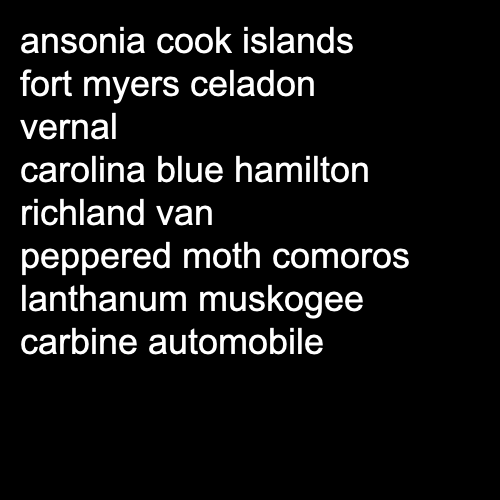 ansonia cook islands
fort myers celadon
vernal
carolina blue hamilton
richland van
peppered moth comoros
lanthanum muskogee
carbine automobile